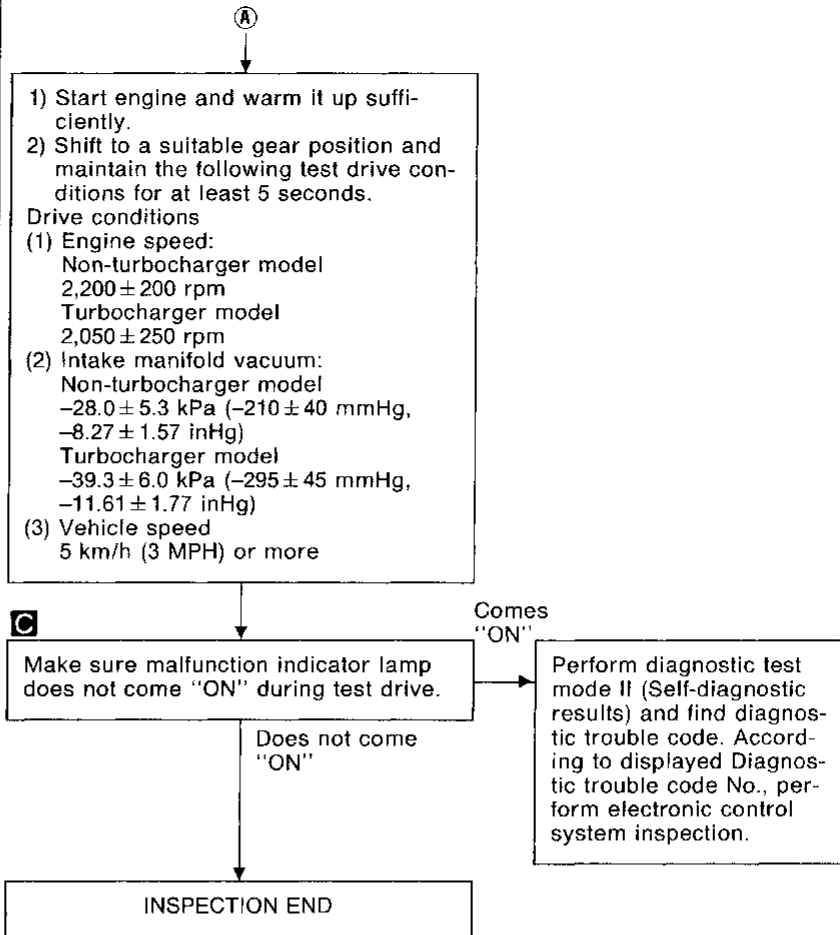 A
1) Start engine and warm it up suffi-
ciently.
2) Shift to a suitable gear position and
maintain the following test drive con-
ditions for at least 5 seconds.
Drive conditions
(1) Engine speed:
Non-turbocharger model
2,200 ± 200 rpm
Turbocharger model
2,050 ± 250 rpm
(2) Intake manifold vacuum:
Non-turbocharger model
–28.0 ± 5.3 kPa (–210 ± 40 mmHg,
–8.27 ± 1.57 inHg)
Turbocharger model
–39.3 ± 6.0 kPa (–295 ± 45 mmHg,
–11.61 ± 1.77 inHg)
(3) Vehicle speed
5 km/h (3 MPH) or more
C
Make sure malfunction indicator lamp
does not come "ON" during test drive.
Comes
"ON"
Perform diagnostic test
mode II (Self-diagnostic
results) and find diagnos-
tic trouble code. Accord-
ing to displayed Diagnos-
tic trouble code No., per-
form electronic control
system inspection.
Does not come
"ON"
INSPECTION END